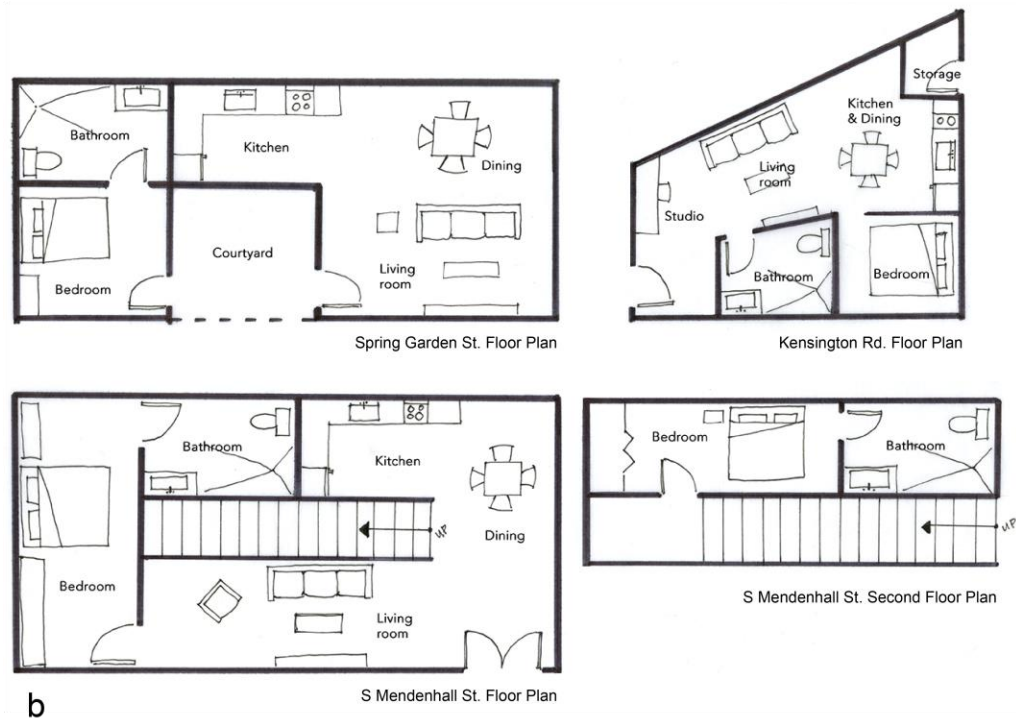 Bathroom
Kitchen
Dining
Courtyard
Living
room
Bedroom
Spring Garden St. Floor Plan
Storage
Kitchen
& Dining
Living
room
Studio
Bathroom
Bedroom
Kensington Rd. Floor Plan
Bathroom
Kitchen
UP
Dining
Bedroom
Living
room
S Mendenhall St. Floor Plan
Bedroom
Bathroom
UP
S Mendenhall St. Second Floor Plan
b